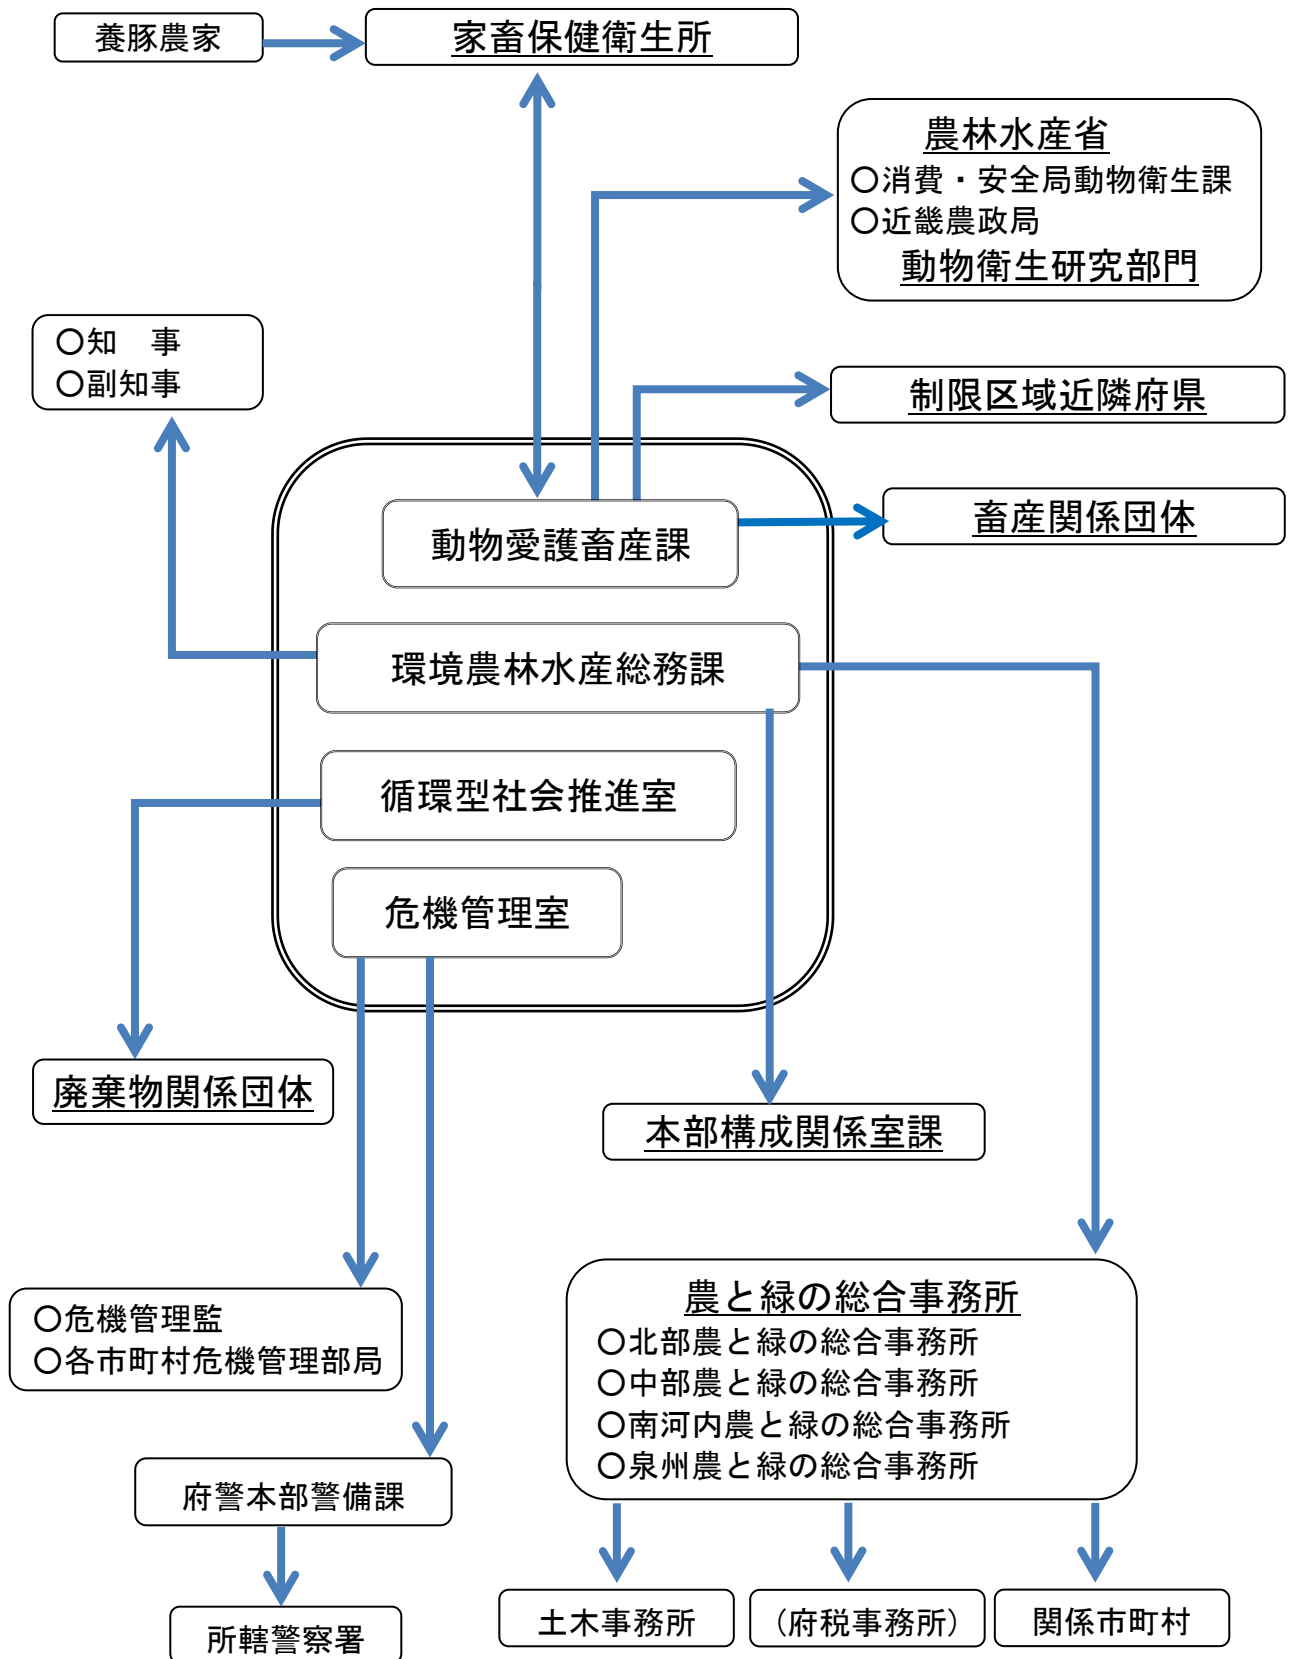 養豚農家
家畜保健衛生所
農林水産省
〇消費・安全局動物衛生課
〇近畿農政局
動物衛生研究部門
〇知　事
〇副知事
制限区域近隣府県
畜産関係団体
動物愛護畜産課
環境農林水産総務課
循環型社会推進室
危機管理室
廃棄物関係団体
本部構成関係室課
〇危機管理監
〇各市町村危機管理部局
農と緑の総合事務所
〇北部農と緑の総合事務所
〇中部農と緑の総合事務所
〇南河内農と緑の総合事務所
〇泉州農と緑の総合事務所
府警本部警備課
所轄警察署
土木事務所
（府税事務所）
関係市町村